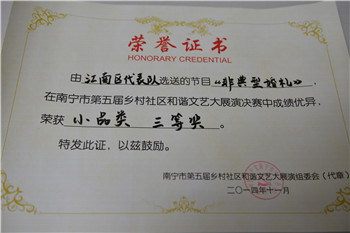 荣誉证书
HONORARY CREDENTIAL
由江南区代表队选送的节目《非典型婚礼》
在南宁市第五届乡村社区和谐文艺大展演决赛中成绩优异，
荣获 小品类 三等奖。
特发此证，以兹鼓励。
南宁市第五届乡村社区和谐文艺大展演组委会（代章）
二〇一四年十一月